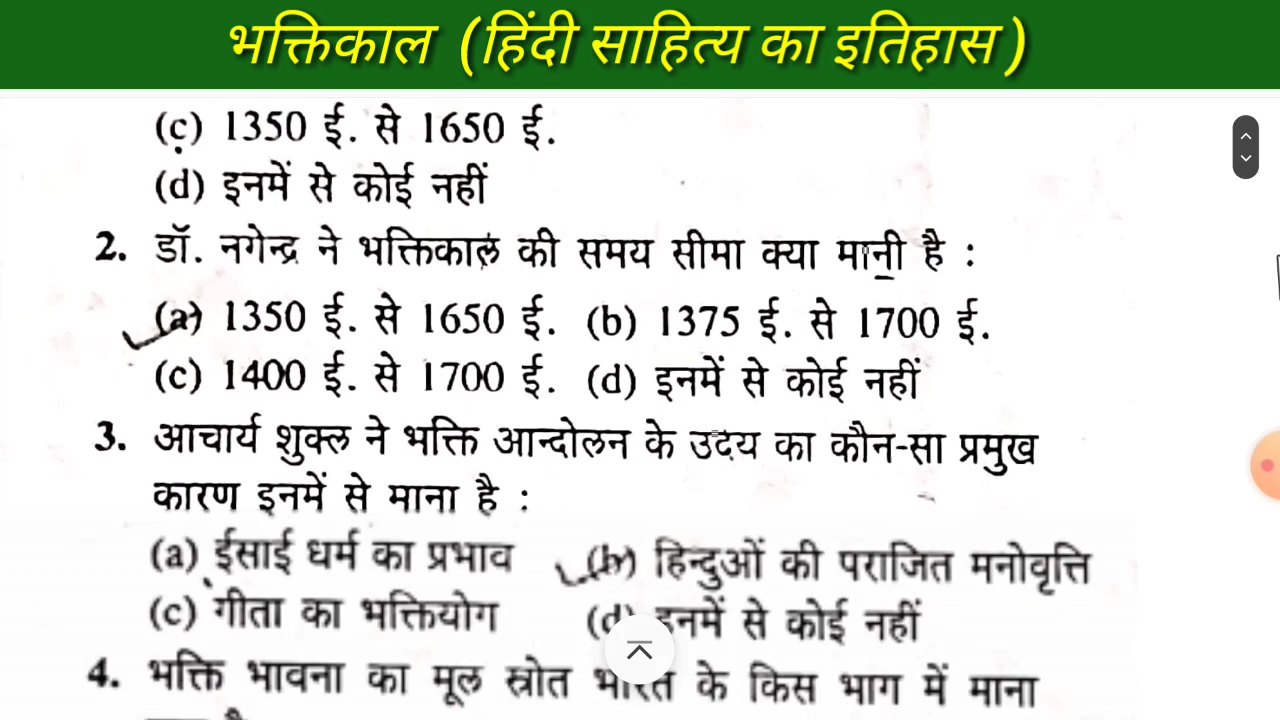 भक्तिकाल (हिंदी साहित्य का इतिहास)
(c) 1350 ई. से 1650 ई.
(d) इनमें से कोई नहीं
2. डॉ. नगेन्द्र ने भक्तिकाल की समय सीमा क्या मानी है :
(a) 1350 ई. से 1650 ई. (b) 1375 ई. से 1700 ई.
(c) 1400 ई. से 1700 ई. (d) इनमें से कोई नहीं
3. आचार्य शुक्ल ने भक्ति आन्दोलन के उदय का कौन-सा प्रमुख
कारण इनमें से माना है :
(a) ईसाई धर्म का प्रभाव (b) हिन्दुओं की पराजित मनोवृत्ति
(c) गीता का भक्तियोग (d) इनमें से कोई नहीं
4. भक्ति भावना का मूल स्रोत भारत के किस भाग में माना